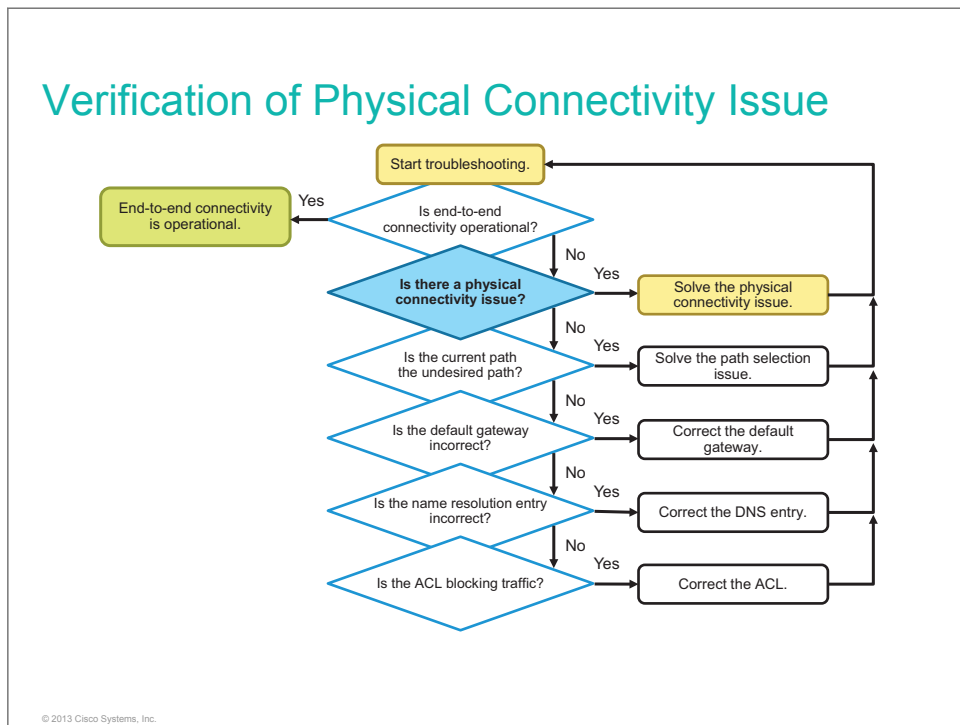 Verification of Physical Connectivity Issue
Start troubleshooting.
End-to-end connectivity
is operational.
Yes
Is end-to-end
connectivity operational?
No
Is there a physical
connectivity issue?
Yes
Solve the physical
connectivity issue.
No
Is the current path
the undesired path?
Yes
Solve the path selection
issue.
No
Is the default gateway
incorrect?
Yes
Correct the default
gateway.
No
Is the name resolution entry
incorrect?
Yes
Correct the DNS entry.
No
Is the ACL blocking traffic?
Yes
Correct the ACL.
© 2013 Cisco Systems, Inc.